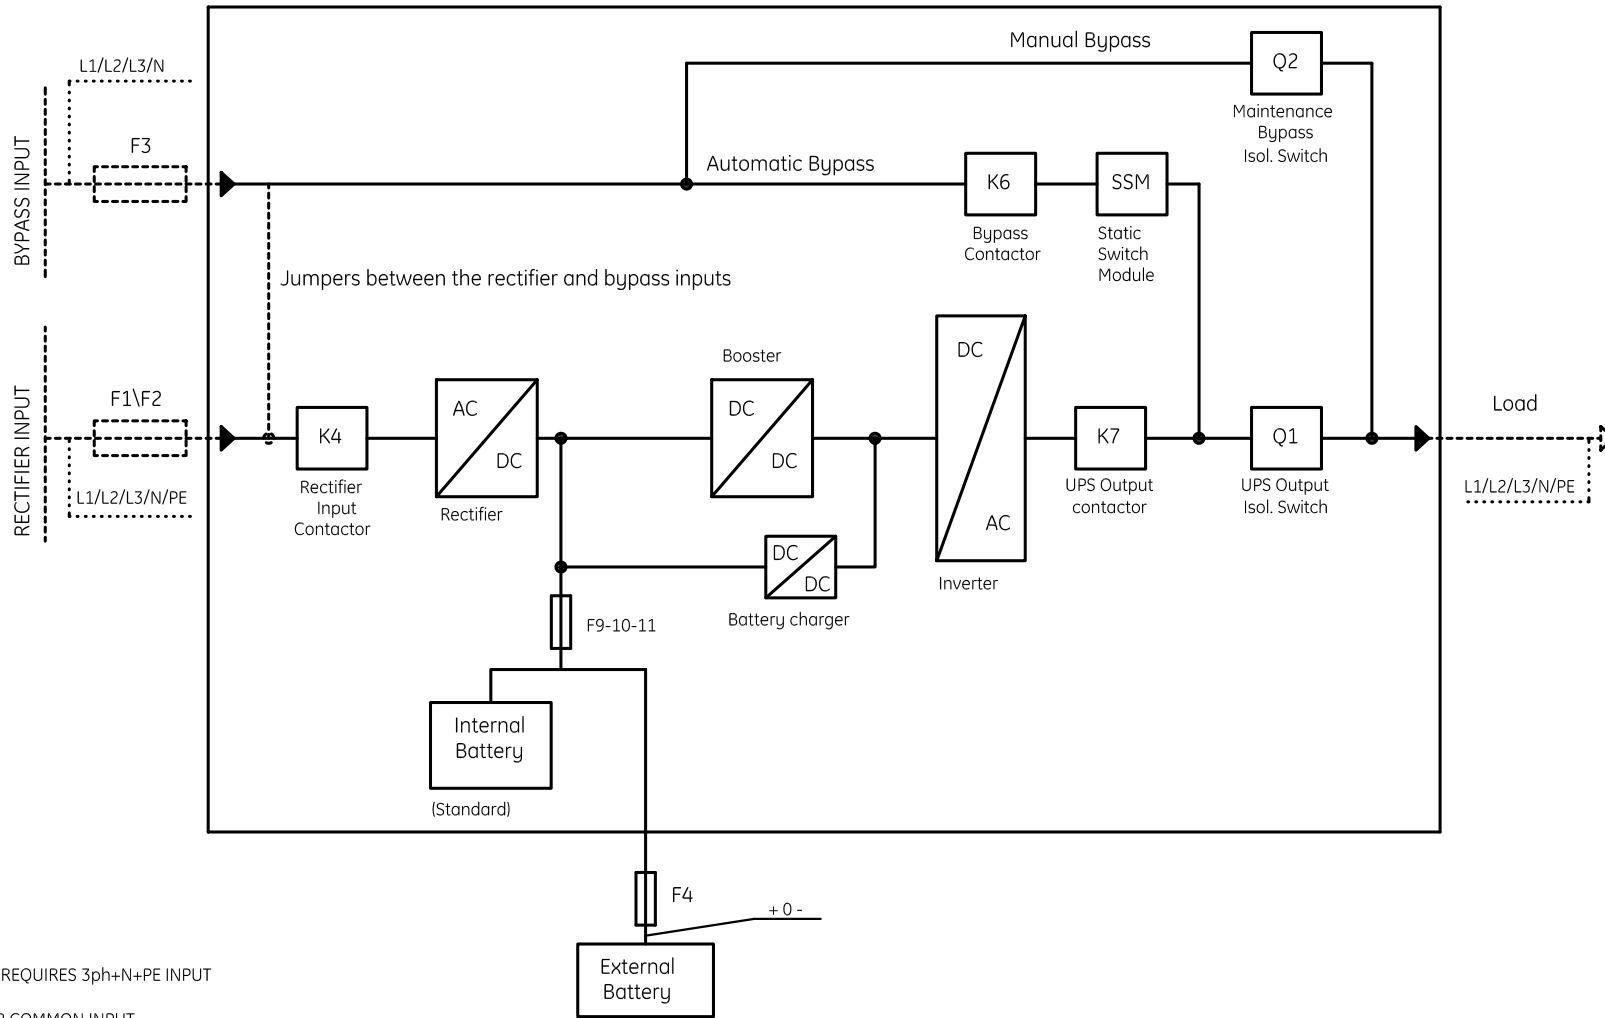 Manual Bypass
Q2
Maintenance
Bypass
Isol. Switch
L1/L2/L3/N
F3
BYPASS INPUT
Automatic Bypass
K6
Bypass
Contactor
SSM
Static
Switch
Module
Jumpers between the rectifier and bypass inputs
RECTIFIER INPUT
F1\F2
L1/L2/L3/N/PE
K4
Rectifier
Input
Contactor
AC
DC
Rectifier
Booster
DC
DC
DC
DC
Battery charger
DC
AC
Inverter
K7
UPS Output
contactor
Q1
UPS Output
Isol. Switch
Load
L1/L2/L3/N/PE
F9-10-11
Internal
Battery
(Standard)
F4
+ 0 -
External
Battery
REQUIRES 3ph+N+PE INPUT
COMMON INPUT